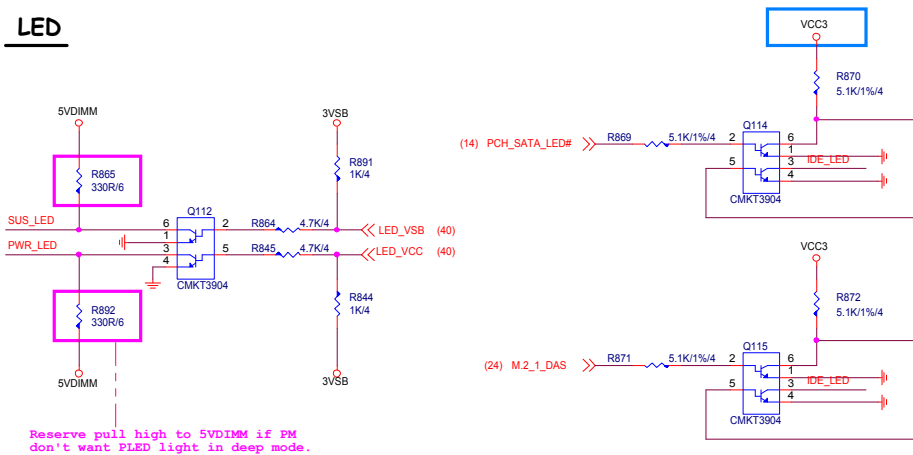 LED
5VDIMM
R865
330R/6
SUS_LED
PWR_LED
R892
330R/6
5VDIMM
Q112
6
1
3
4
2
5
CMKT3904
R864
4.7K/4
R845
4.7K/4
3VSB
R891
1K/4
LED_VSB (40)
LED_VCC (40)
R844
1K/4
3VSB
Reserve pull high to 5VDIMM if PM
don't want PLED light in deep mode.
VCC3
R870
5.1K/1%/4
(14) PCH_SATA_LED#
R869
5.1K/1%/4
Q114
2
5
6
1
3
4
IDE_LED
CMKT3904
VCC3
R872
5.1K/1%/4
(24) M.2_1_DAS
R871
5.1K/1%/4
Q115
2
5
6
1
3
4
IDE_LED
CMKT3904